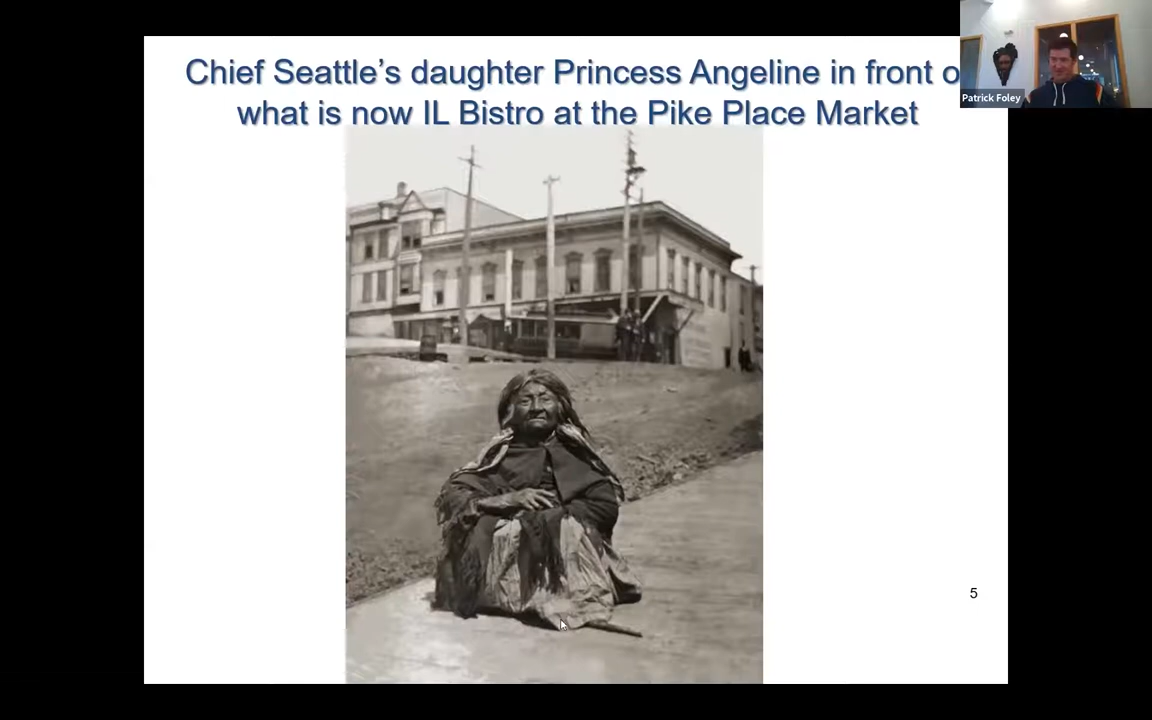 Chief Seattle’s daughter Princess Angeline in front o
what is now IL Bistro at the Pike Place Market
Patrick Foley
5